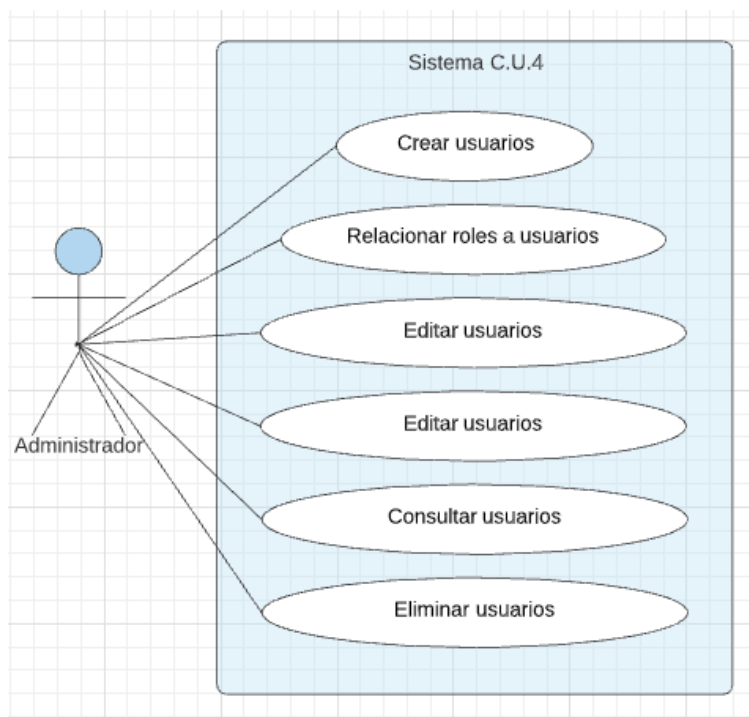 Sistema C.U.4
Crear usuarios
Relacionar roles a usuarios
Editar usuarios
Editar usuarios
Consultar usuarios
Eliminar usuarios
Administrador